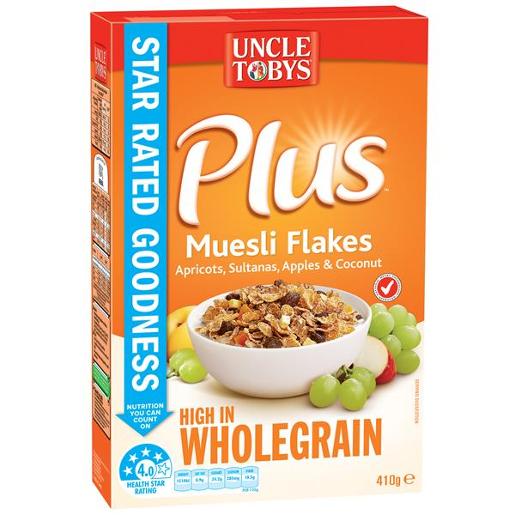 UNCLE
TOBYS
Plus™
Muesli Flakes
Apricots, Sultanas, Apples & Coconut
STAR RATED GOODNESS
NUTRITION
YOU CAN
COUNT
ON
HIGH IN
WHOLEGRAIN
4.0
HEALTH STAR
RATING
410g ℮